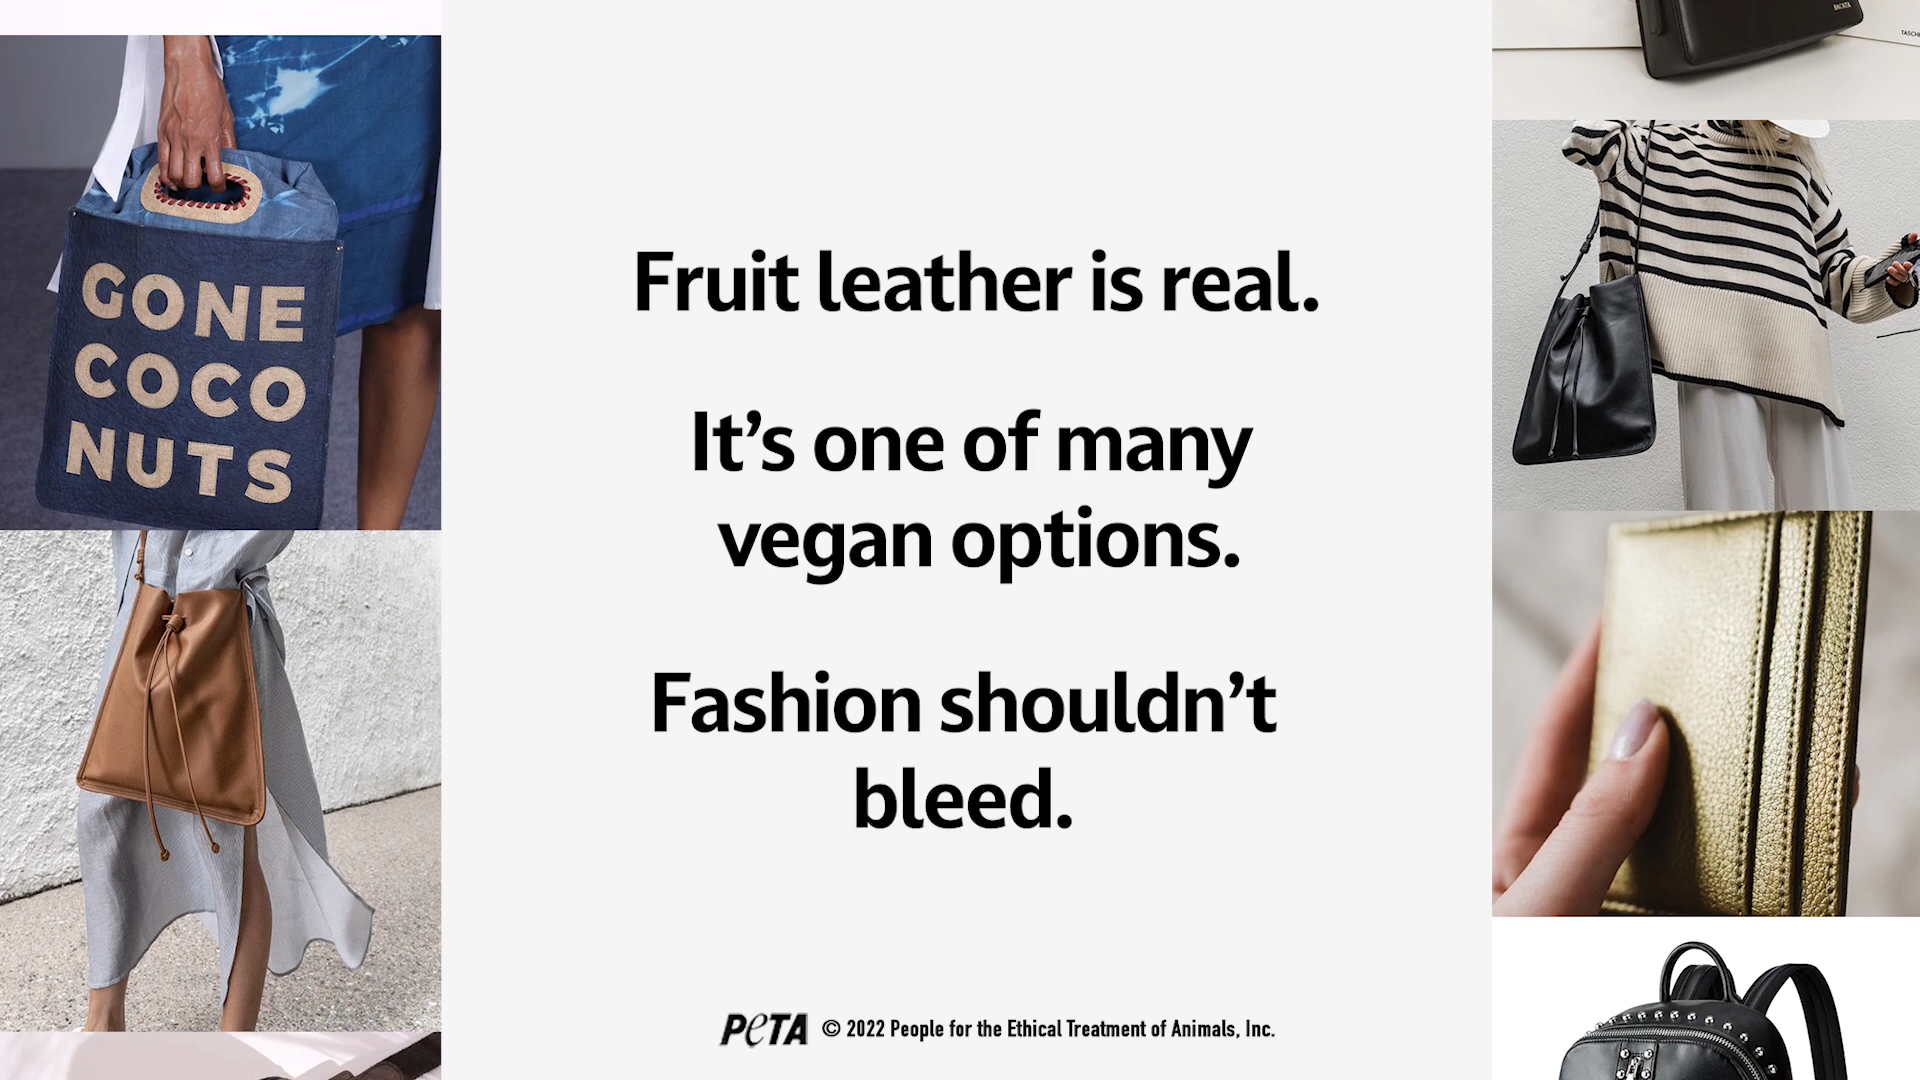 GONE
COCO
NUTS
Fruit leather is real.
It’s one of many
vegan options.
Fashion shouldn’t
bleed.
PETA © 2022 People for the Ethical Treatment of Animals, Inc.
BACATA